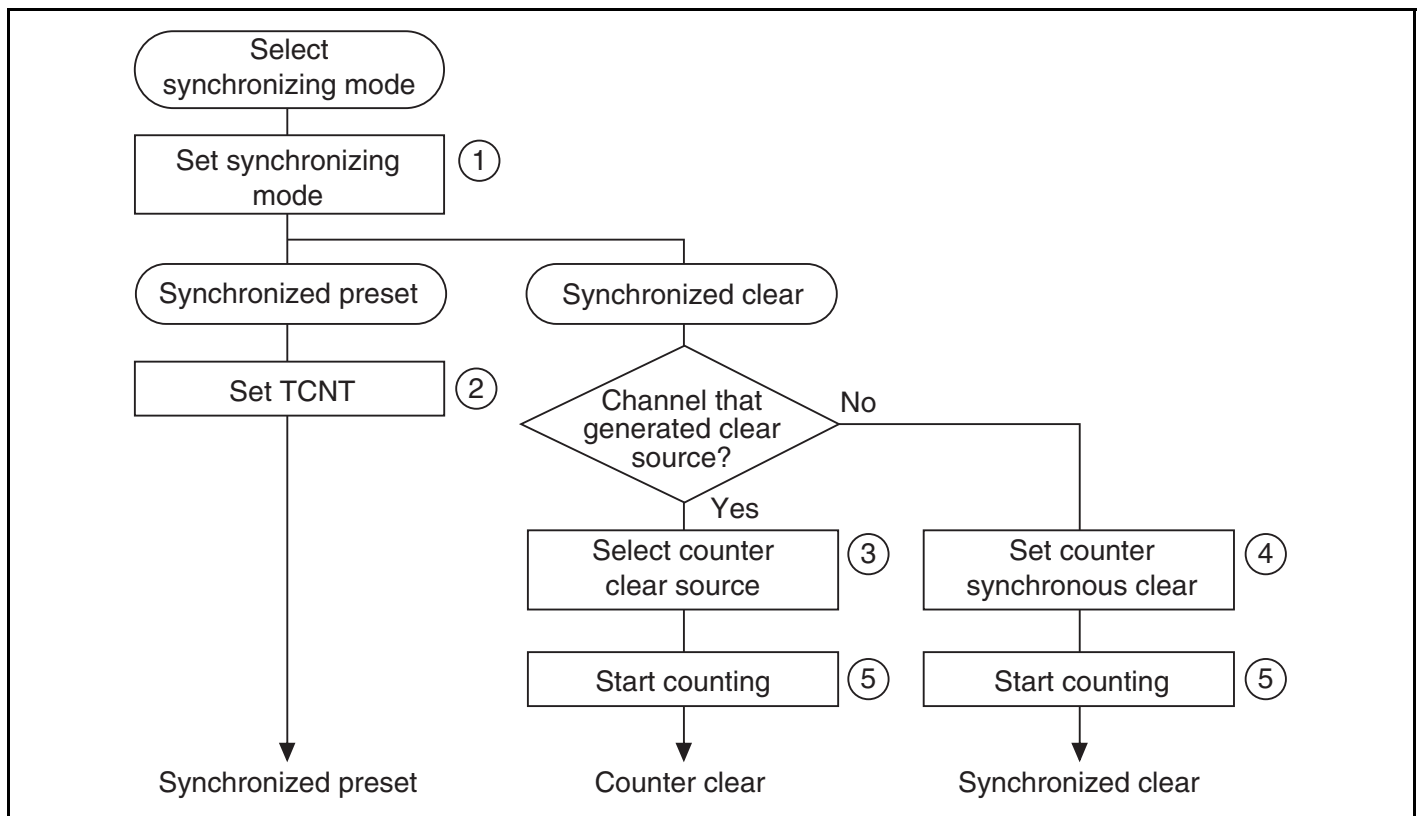 Select
synchronizing mode
Set synchronizing
mode
1
Synchronized preset
Synchronized clear
Set TCNT
2
Channel that
generated clear
source?
No
Yes
Select counter
clear source
3
Set counter
synchronous clear
4
Start counting
5
Start counting
5
Synchronized preset
Counter clear
Synchronized clear